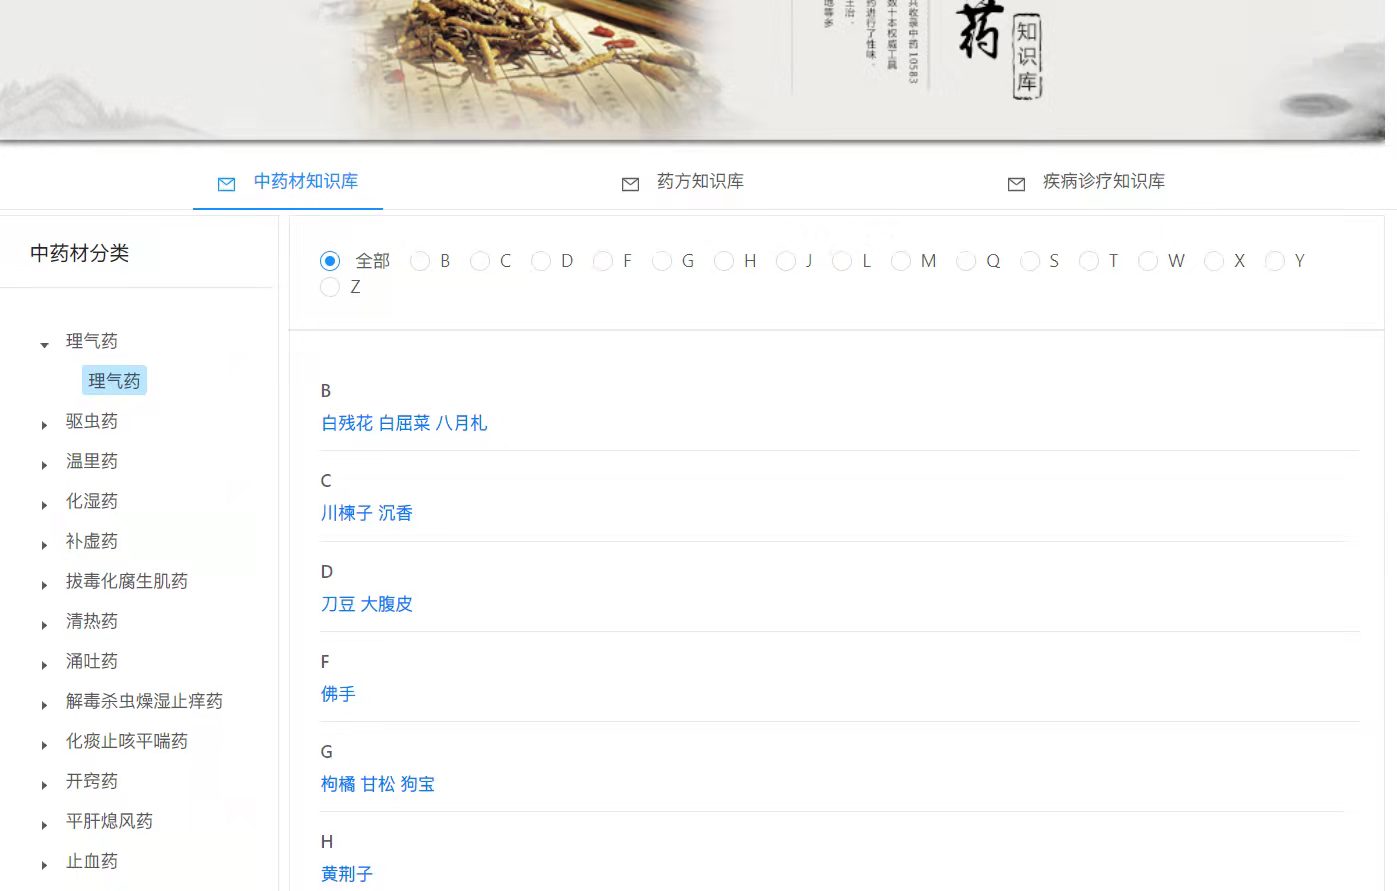 药
知识库
共收录中药10583
数十本权威工具
药进行了性味、
主治、
地等多
中药材知识库 药方知识库 疾病诊疗知识库
中药材分类
全部 B C D F G H J L M Q S T W X Y
Z
理气药
理气药
驱虫药
温里药
化湿药
补虚药
拔毒化腐生肌药
清热药
涌吐药
解毒杀虫燥湿止痒药
化痰止咳平喘药
开窍药
平肝熄风药
止血药
B
白残花 白屈菜 八月札
C
川楝子 沉香
D
刀豆 大腹皮
F
佛手
G
枸橘 甘松 狗宝
H
黄荆子